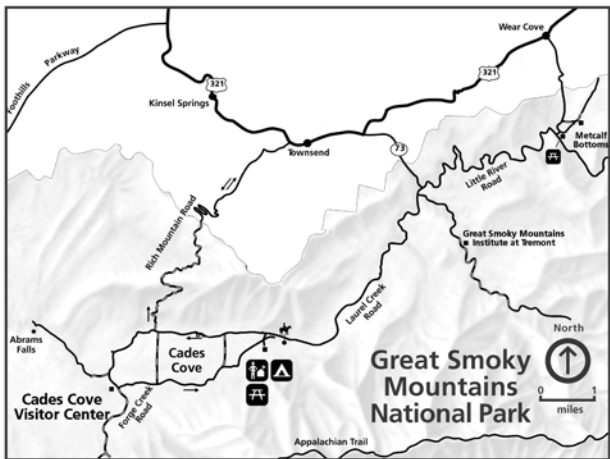 Wear Cove
Foothills
Parkway
321
321
Kinsel Springs
Townsend
73
Metcalf
Bottoms
Little River
Road
Rich Mountain Road
Great Smoky Mountains
Institute at Tremont
Laurel Creek
Road
Abrams
Falls
Cades
Cove
Cades Cove
Visitor Center
Forge Creek
Road
North
Great Smoky
Mountains
National Park
0 1
miles
Appalachian Trail